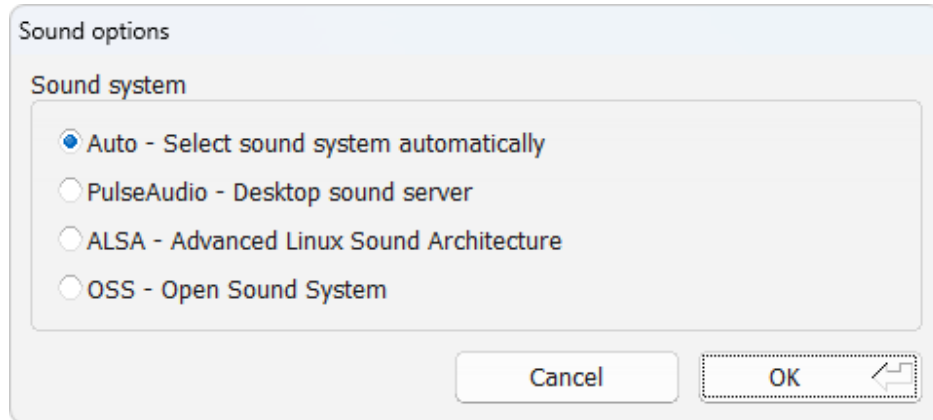 Sound options
Sound system
Auto - Select sound system automatically
PulseAudio - Desktop sound server
ALSA - Advanced Linux Sound Architecture
OSS - Open Sound System
Cancel OK